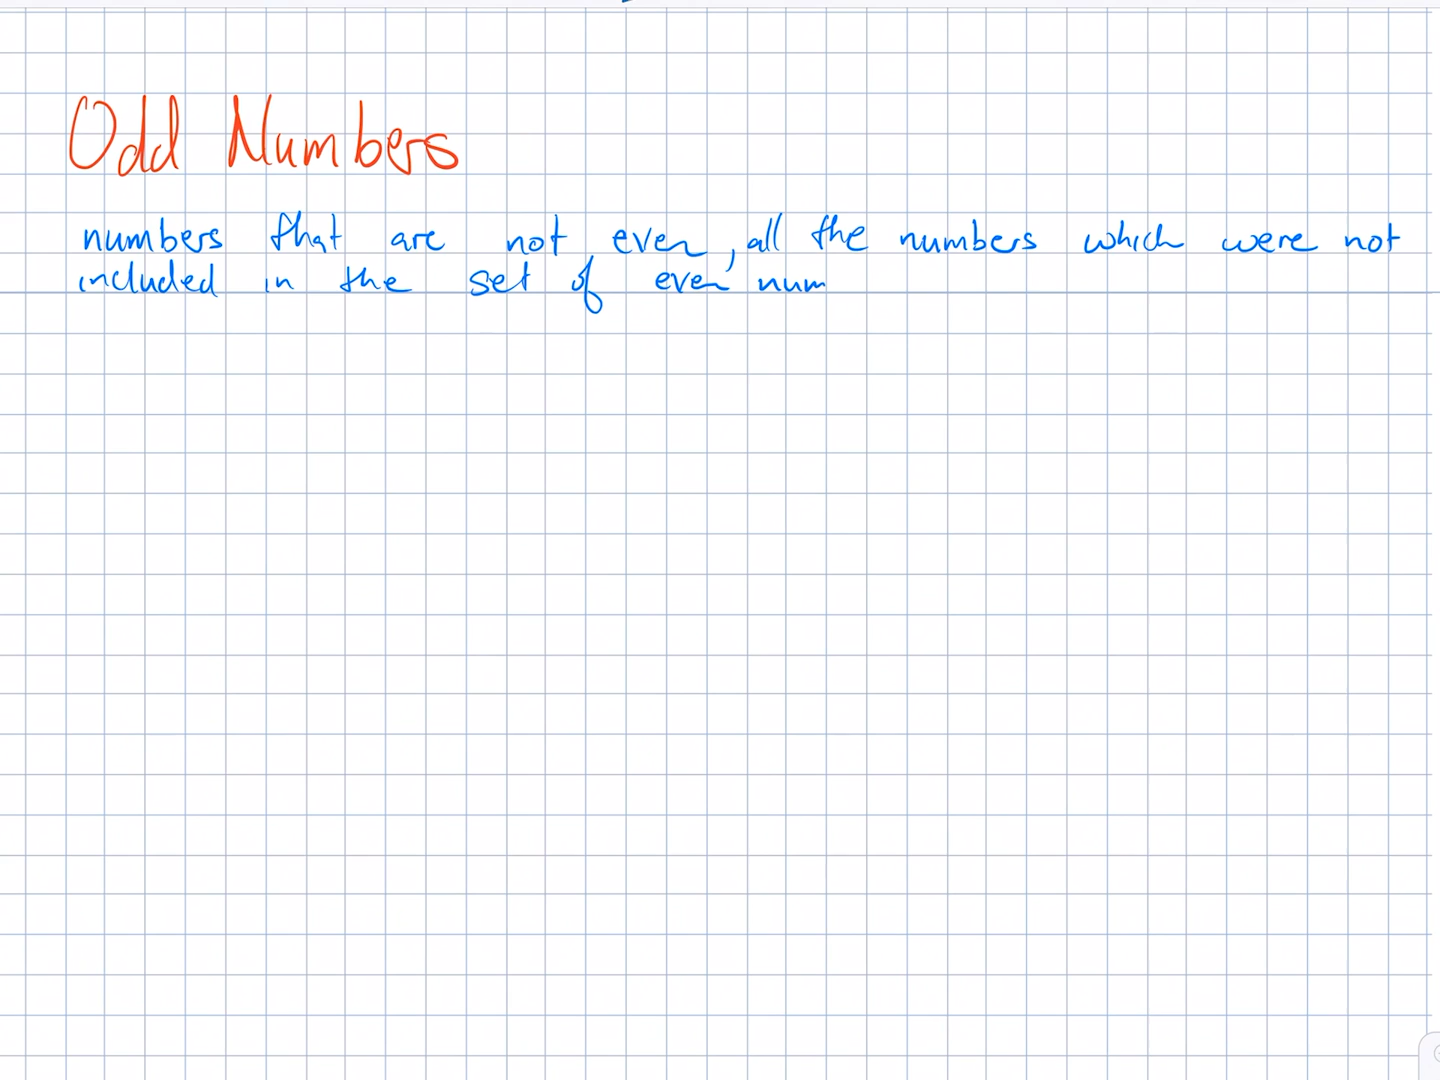 Odd Numbers
numbers that are not even, all the numbers which were not
included in the set of even num